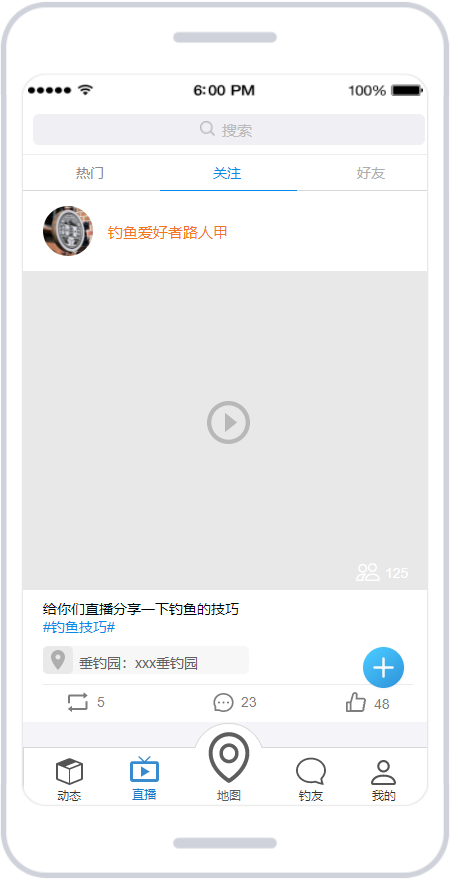 6:00 PM 100%
搜索
热门 关注 好友
钓鱼爱好者路人甲
125
给你们直播分享一下钓鱼的技巧
#钓鱼技巧#
垂钓园：xxx垂钓园
5 23 48
动态 直播 地图 钓友 我的